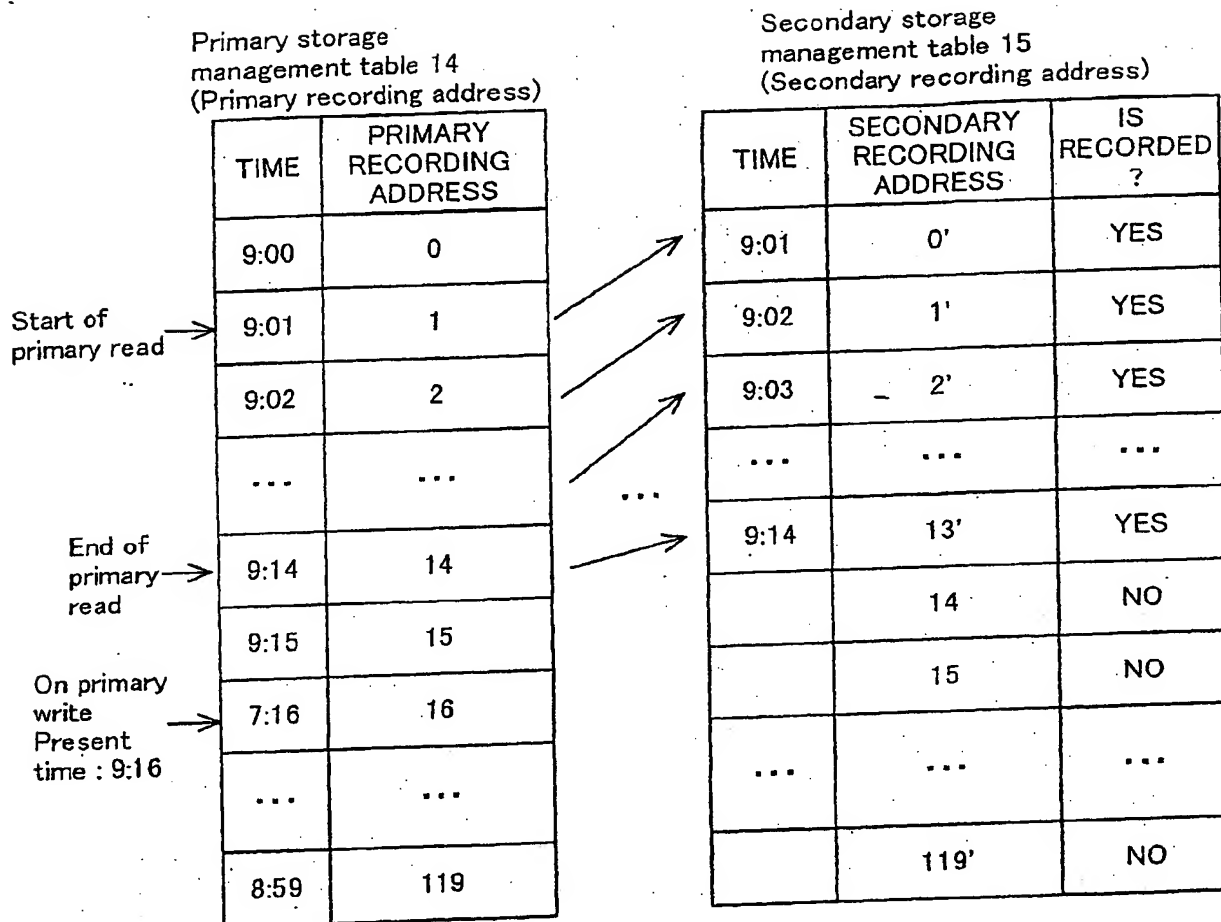 Primary storage
management table 14
(Primary recording address)
TIME PRIMARY
RECORDING
ADDRESS
9:00 0
9:01 1
9:02 2
... ...
9:14 14
9:15 15
7:16 16
... ...
8:59 119
Start of
primary read
End of
primary
read
On primary
write
Present
time : 9:16
...
Secondary storage
management table 15
(Secondary recording address)
TIME SECONDARY
RECORDING
ADDRESS IS
RECORDED
?
9:01 0' YES
9:02 1' YES
9:03 2' YES
... ... ...
9:14 13' YES
14 NO
15 NO
... ... ...
119' NO